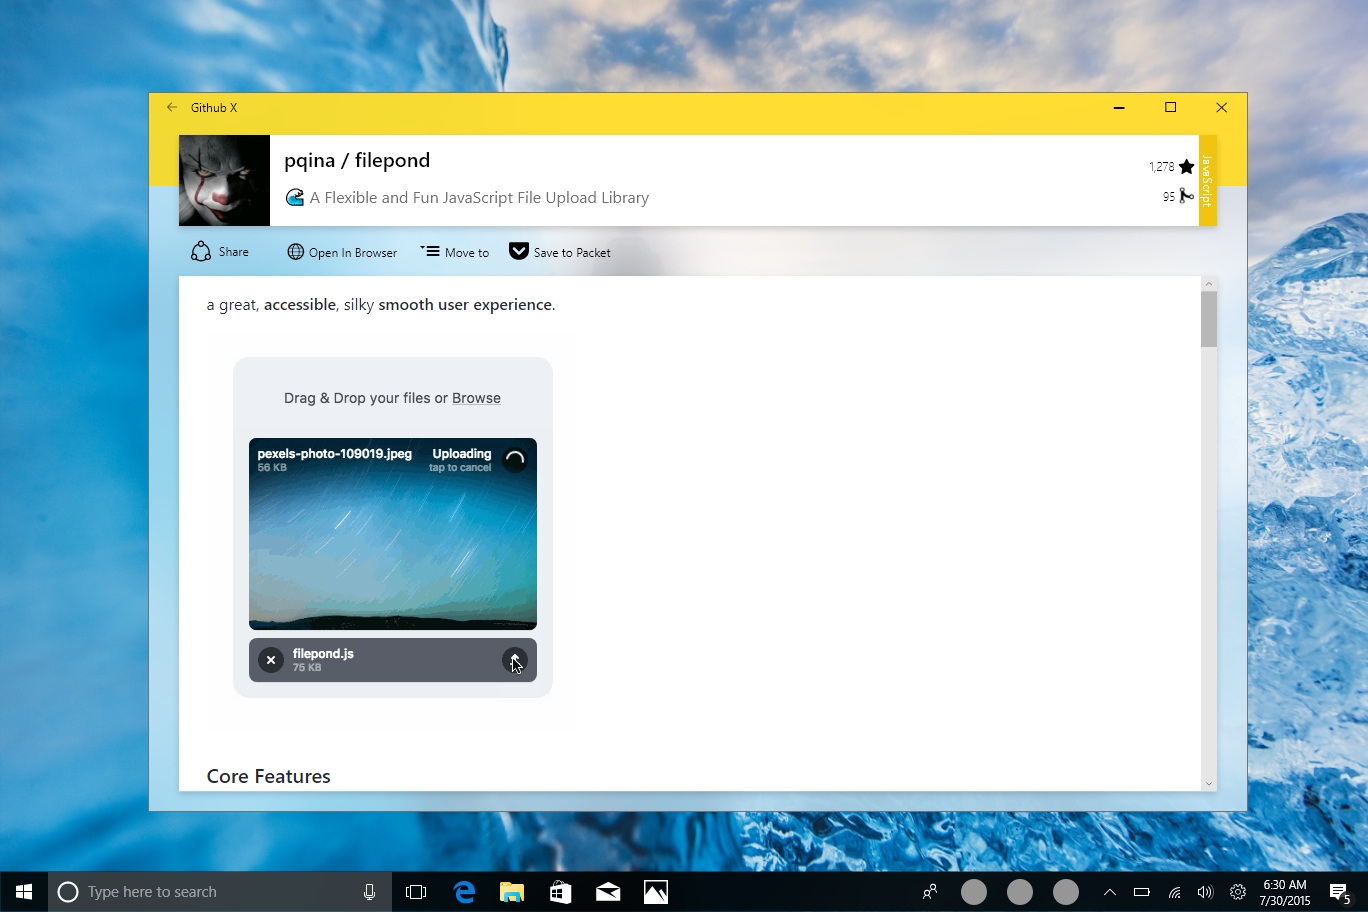 Github X
pqina / filepond
1,278
A Flexible and Fun JavaScript File Upload Library
95
JavaScript
Share
Open In Browser
Move to
Save to Packet
a great, accessible, silky smooth user experience.
Drag & Drop your files or Browse
pexels-photo-109019.jpeg
Uploading
56 KB
tap to cancel
filepond.js
75 KB
Core Features
Type here to search
6:30 AM
7/30/2015
5